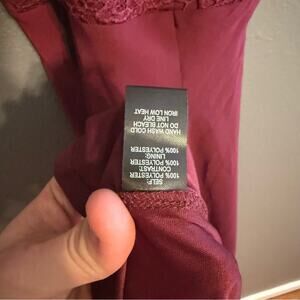 SELF:
100% POLYESTER
CONTRAST:
100% POLYESTER
LINING:
100% POLYESTER
HAND WASH COLD
DO NOT BLEACH
LINE DRY
IRON LOW HEAT